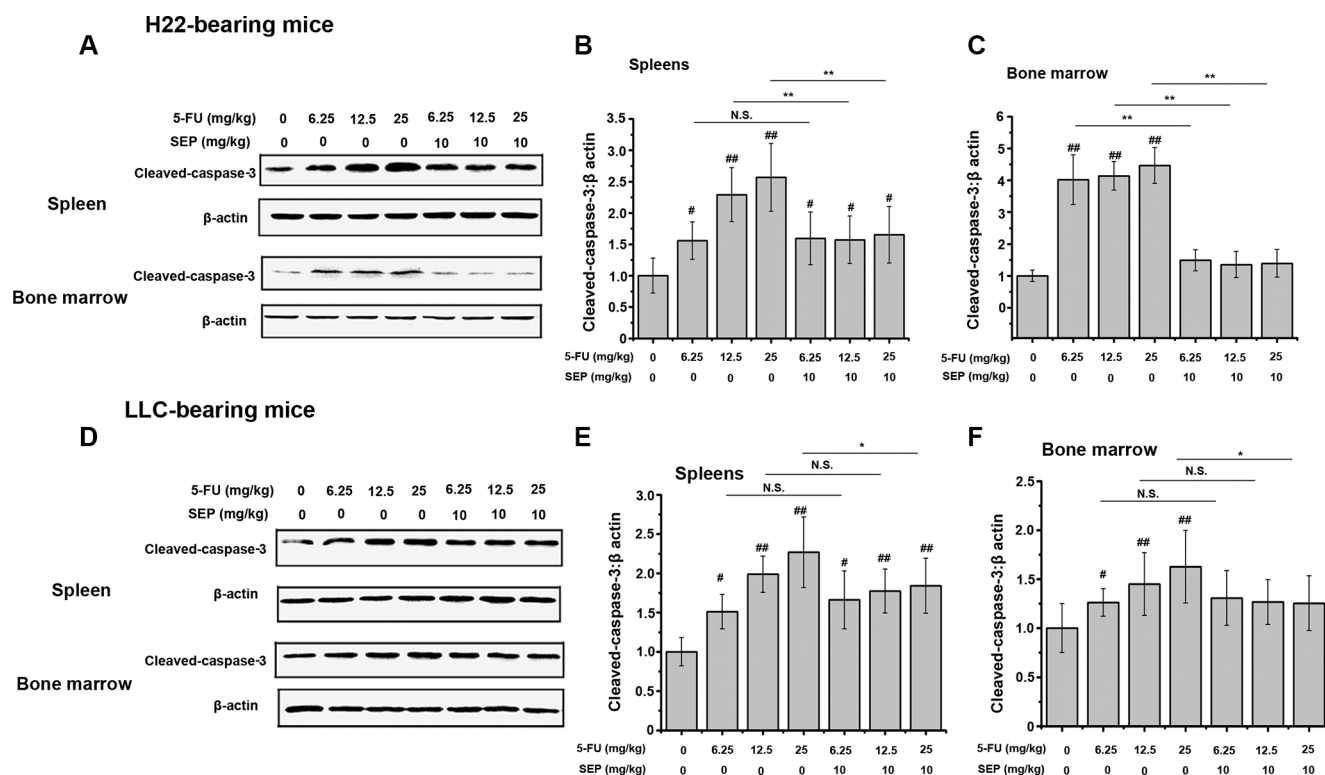 H22-bearing mice
A
5-FU (mg/kg) 0 6.25 12.5 25 6.25 12.5 25
SEP (mg/kg) 0 0 0 0 10 10 10
Cleaved-caspase-3
Spleen
β-actin
Cleaved-caspase-3
Bone marrow
β-actin
B
Spleens
**
**
N.S.
Cleaved-caspase-3:β actin
3.5
3.0
2.5
2.0
1.5
1.0
0.5
0
# ## ## # # #
5-FU (mg/kg) 0 6.25 12.5 25 6.25 12.5 25
SEP (mg/kg) 0 0 0 0 10 10 10
C
Bone marrow
**
**
**
Cleaved-caspase-3:β actin
6
5
4
3
2
1
0
## ## ##
5-FU (mg/kg) 0 6.25 12.5 25 6.25 12.5 25
SEP (mg/kg) 0 0 0 0 10 10 10
LLC-bearing mice
D
5-FU (mg/kg) 0 6.25 12.5 25 6.25 12.5 25
SEP (mg/kg) 0 0 0 0 10 10 10
Cleaved-caspase-3
Spleen
β-actin
Cleaved-caspase-3
Bone marrow
β-actin
E
Spleens
*
N.S.
N.S.
Cleaved-caspase-3:β actin
3.0
2.5
2.0
1.5
1.0
0.5
0
# ## ## # ## ##
5-FU (mg/kg) 0 6.25 12.5 25 6.25 12.5 25
SEP (mg/kg) 0 0 0 0 10 10 10
F
Bone marrow
*
N.S.
N.S.
Cleaved-caspase-3:β actin
2.5
2.0
1.5
1.0
0.5
0
# ## ##
5-FU (mg/kg) 0 6.25 12.5 25 6.25 12.5 25
SEP (mg/kg) 0 0 0 0 10 10 10